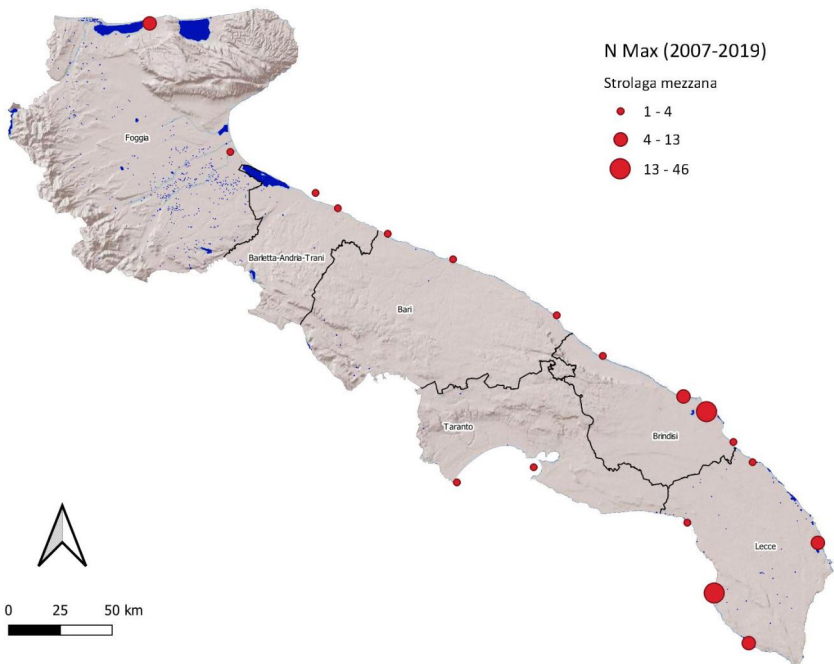 N Max (2007-2019)
Strolaga mezzana
1 - 4
4 - 13
13 - 46
Foggia
Barletta-Andria-Trani
Bari
Taranto
Brindisi
Lecce
0 25 50 km